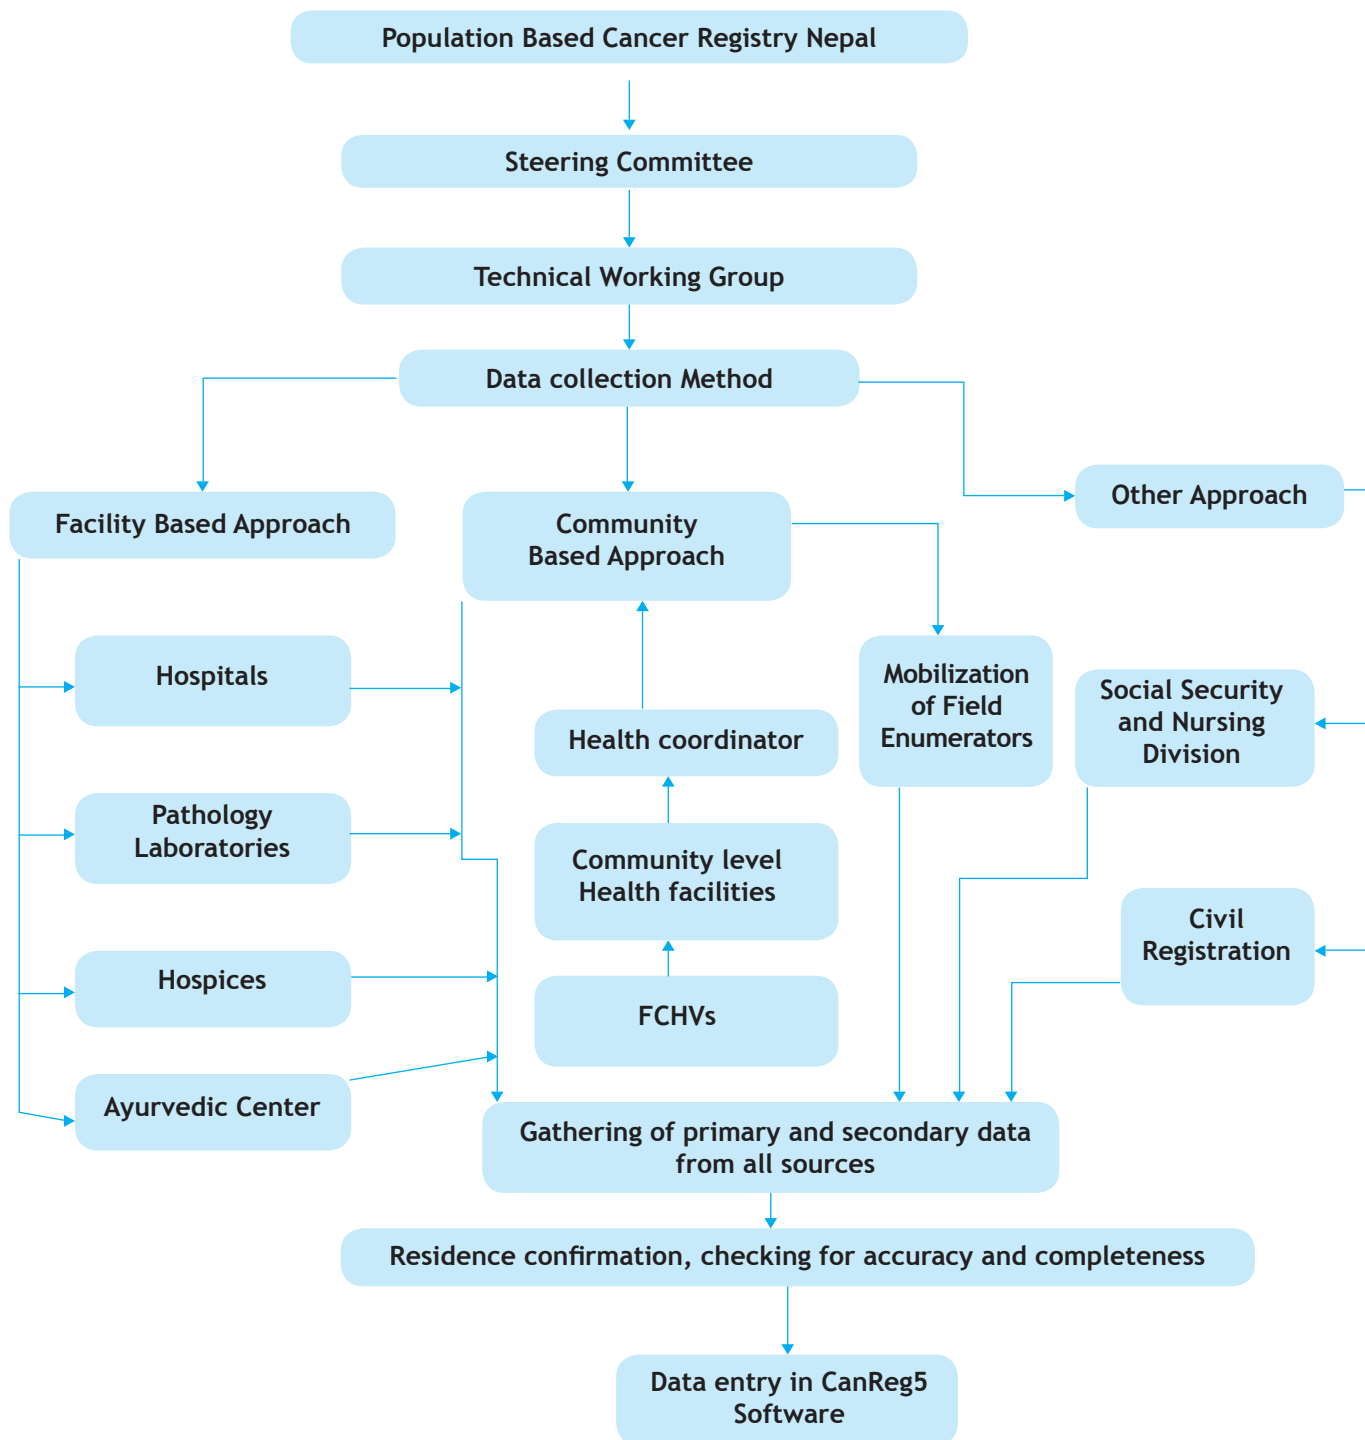 Population Based Cancer Registry Nepal
Steering Committee
Technical Working Group
Data collection Method
Facility Based Approach
Community
Based Approach
Other Approach
Hospitals
Pathology
Laboratories
Hospices
Ayurvedic Center
Health coordinator
Community level
Health facilities
FCHVs
Mobilization
of Field
Enumerators
Social Security
and Nursing
Division
Civil
Registration
Gathering of primary and secondary data
from all sources
Residence confirmation, checking for accuracy and completeness
Data entry in CanReg5
Software